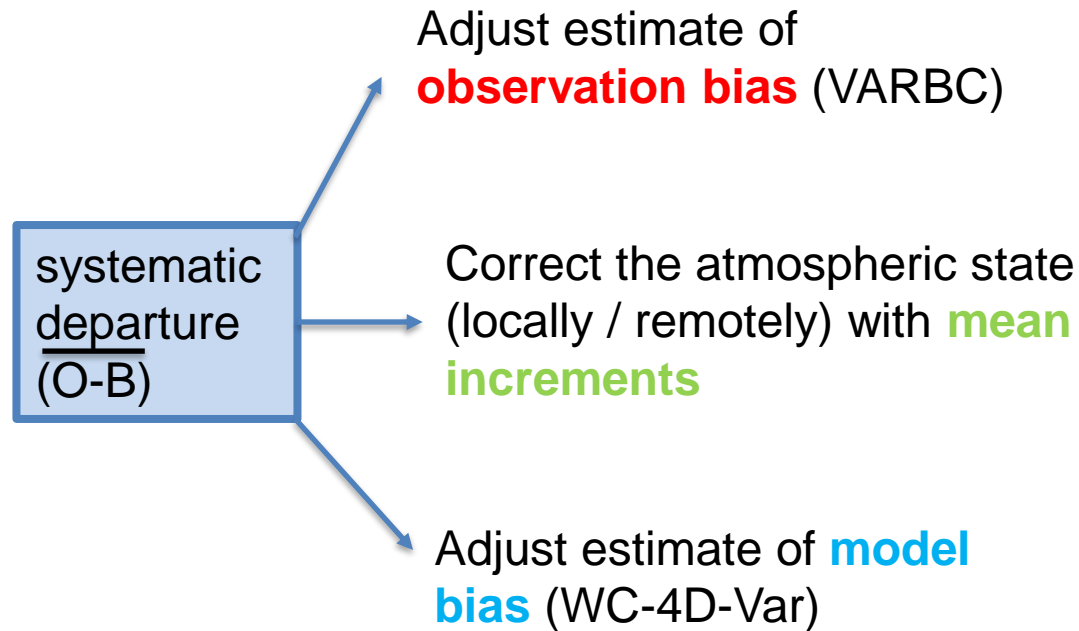 Adjust estimate of
observation bias (VARBC)
systematic
departure
(O-B)
Correct the atmospheric state
(locally / remotely) with mean
increments
Adjust estimate of model
bias (WC-4D-Var)